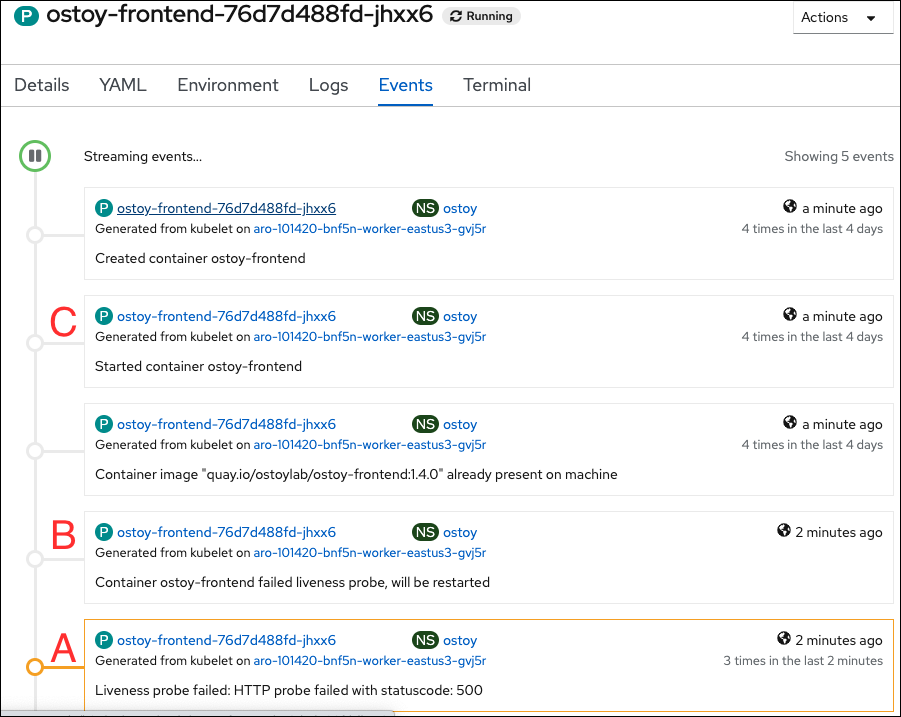 P ostoy-frontend-76d7d488fd-jhxx6 Running Actions
Details YAML Environment Logs Events Terminal
Streaming events... Showing 5 events
P ostoy-frontend-76d7d488fd-jhxx6 NS ostoy a minute ago
Generated from kubelet on aro-101420-bnf5n-worker-eastus3-gvj5r 4 times in the last 4 days
Created container ostoy-frontend
C P ostoy-frontend-76d7d488fd-jhxx6 NS ostoy a minute ago
Generated from kubelet on aro-101420-bnf5n-worker-eastus3-gvj5r 4 times in the last 4 days
Started container ostoy-frontend
P ostoy-frontend-76d7d488fd-jhxx6 NS ostoy a minute ago
Generated from kubelet on aro-101420-bnf5n-worker-eastus3-gvj5r 4 times in the last 4 days
Container image "quay.io/ostoylab/ostoy-frontend:1.4.0" already present on machine
B P ostoy-frontend-76d7d488fd-jhxx6 NS ostoy 2 minutes ago
Generated from kubelet on aro-101420-bnf5n-worker-eastus3-gvj5r
Container ostoy-frontend failed liveness probe, will be restarted
A P ostoy-frontend-76d7d488fd-jhxx6 NS ostoy 2 minutes ago
Generated from kubelet on aro-101420-bnf5n-worker-eastus3-gvj5r 3 times in the last 2 minutes
Liveness probe failed: HTTP probe failed with statuscode: 500